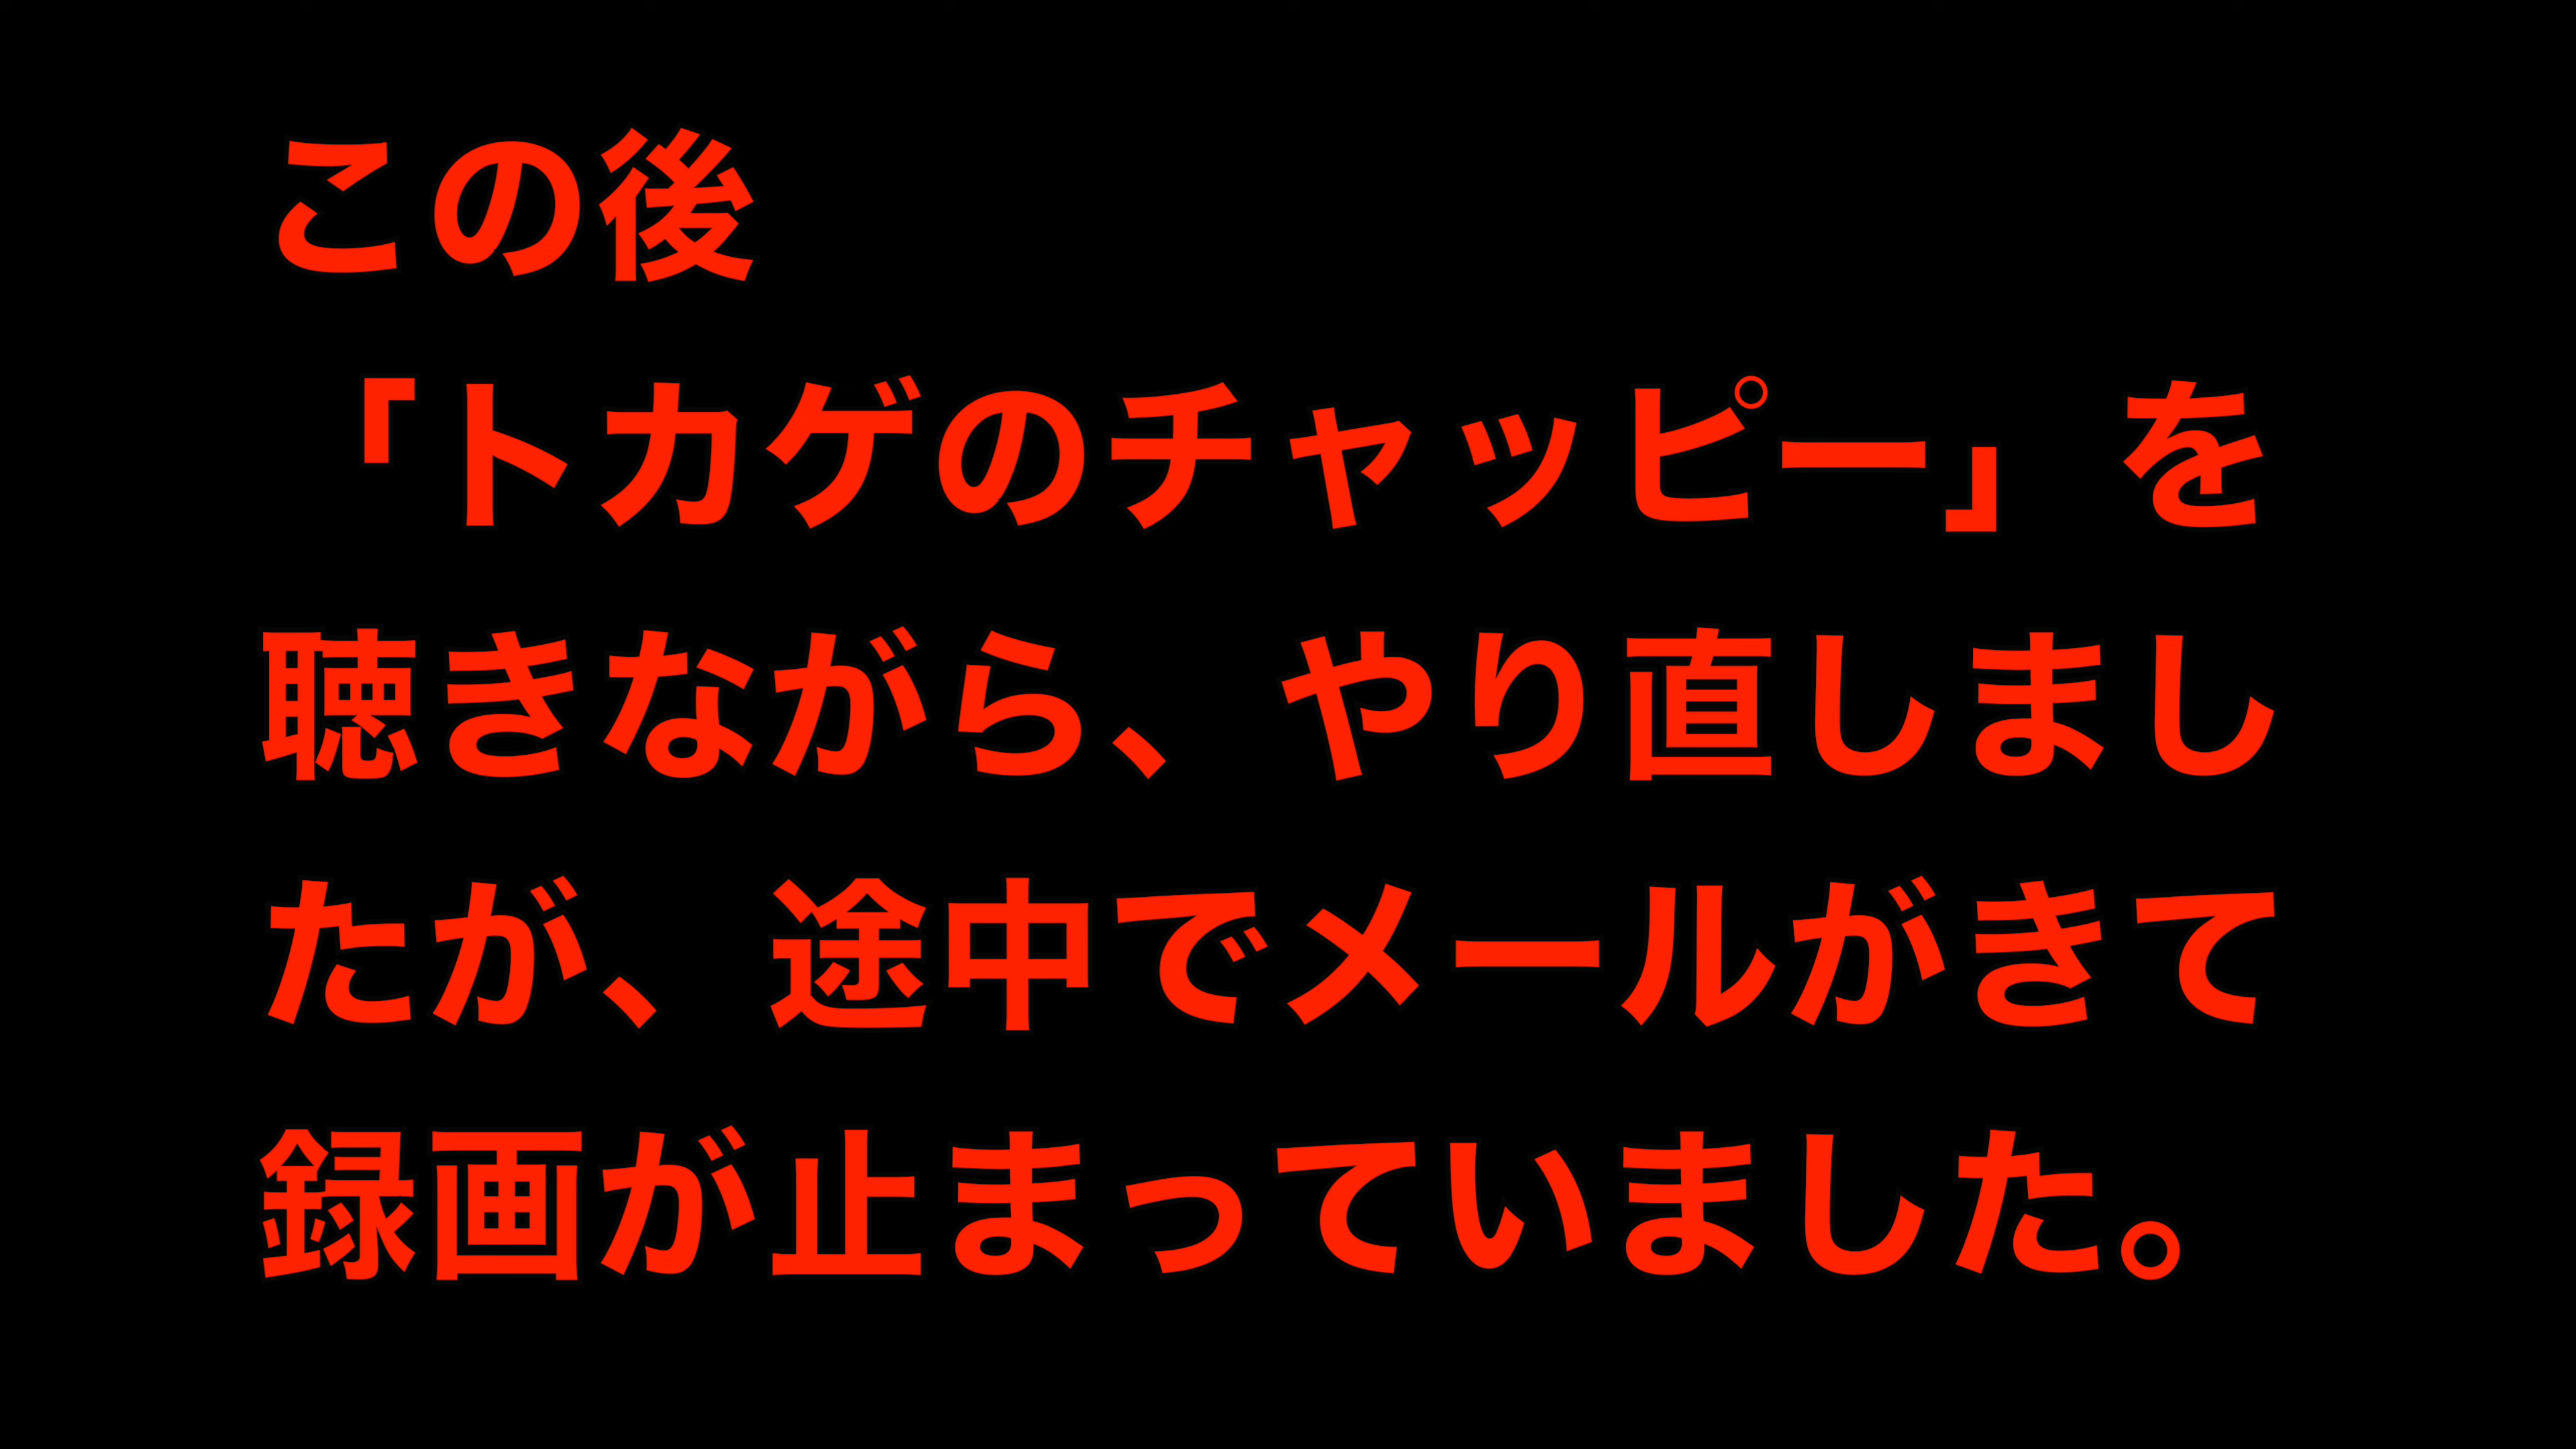 この後
「トカゲのチャッピー」を
聴きながら、やり直しまし
たが、途中でメールがきて
録画が止まっていました。